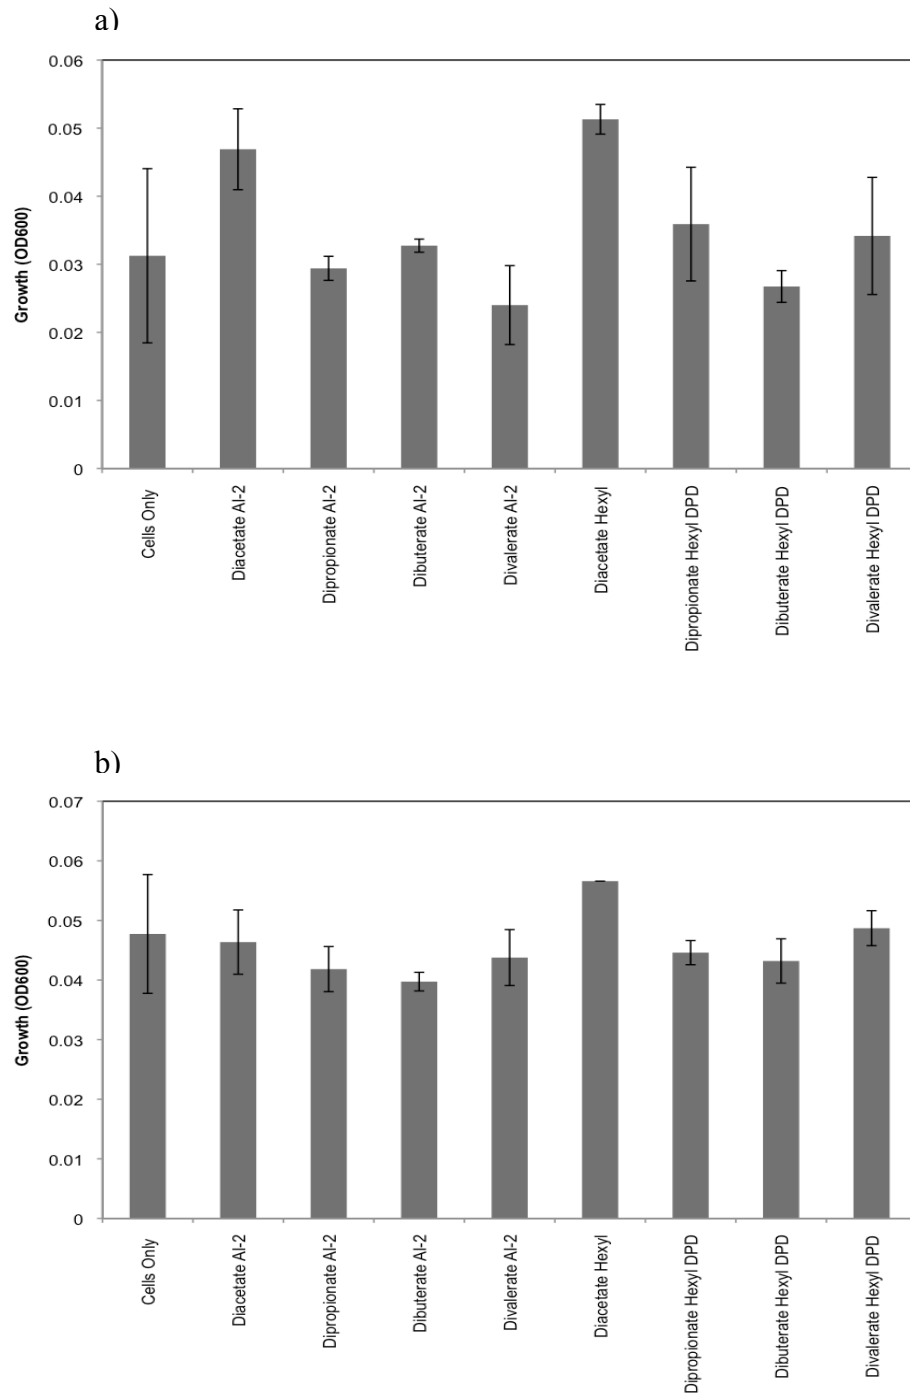 a)
0.06
0.05
0.04
0.03
0.02
0.01
0
Growth (OD600)
Cells Only
Diacetate AI-2
Dipropionate AI-2
Dibuterate AI-2
Divalerate AI-2
Diacetate Hexyl
Dipropionate Hexyl DPD
Dibuterate Hexyl DPD
Divalerate Hexyl DPD
b)
0.07
0.06
0.05
0.04
0.03
0.02
0.01
0
Growth (OD600)
Cells Only
Diacetate AI-2
Dipropionate AI-2
Dibuterate AI-2
Divalerate AI-2
Diacetate Hexyl
Dipropionate Hexyl DPD
Dibuterate Hexyl DPD
Divalerate Hexyl DPD